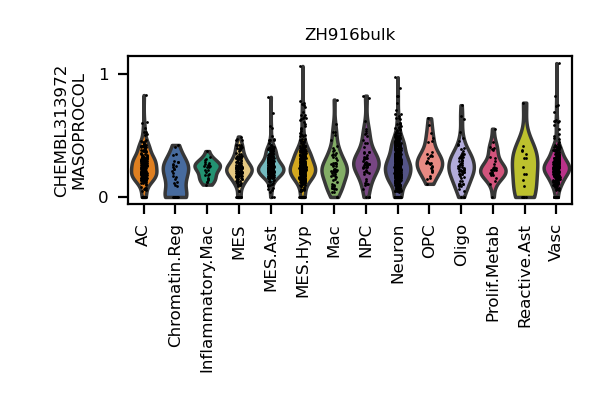 ZH916bulk
CHEMBL313972
MASOPROCOL
1
0
AC
Chromatin.Reg
Inflammatory.Mac
MES
MES.Ast
MES.Hyp
Mac
NPC
Neuron
OPC
Oligo
Prolif.Metab
Reactive.Ast
Vasc